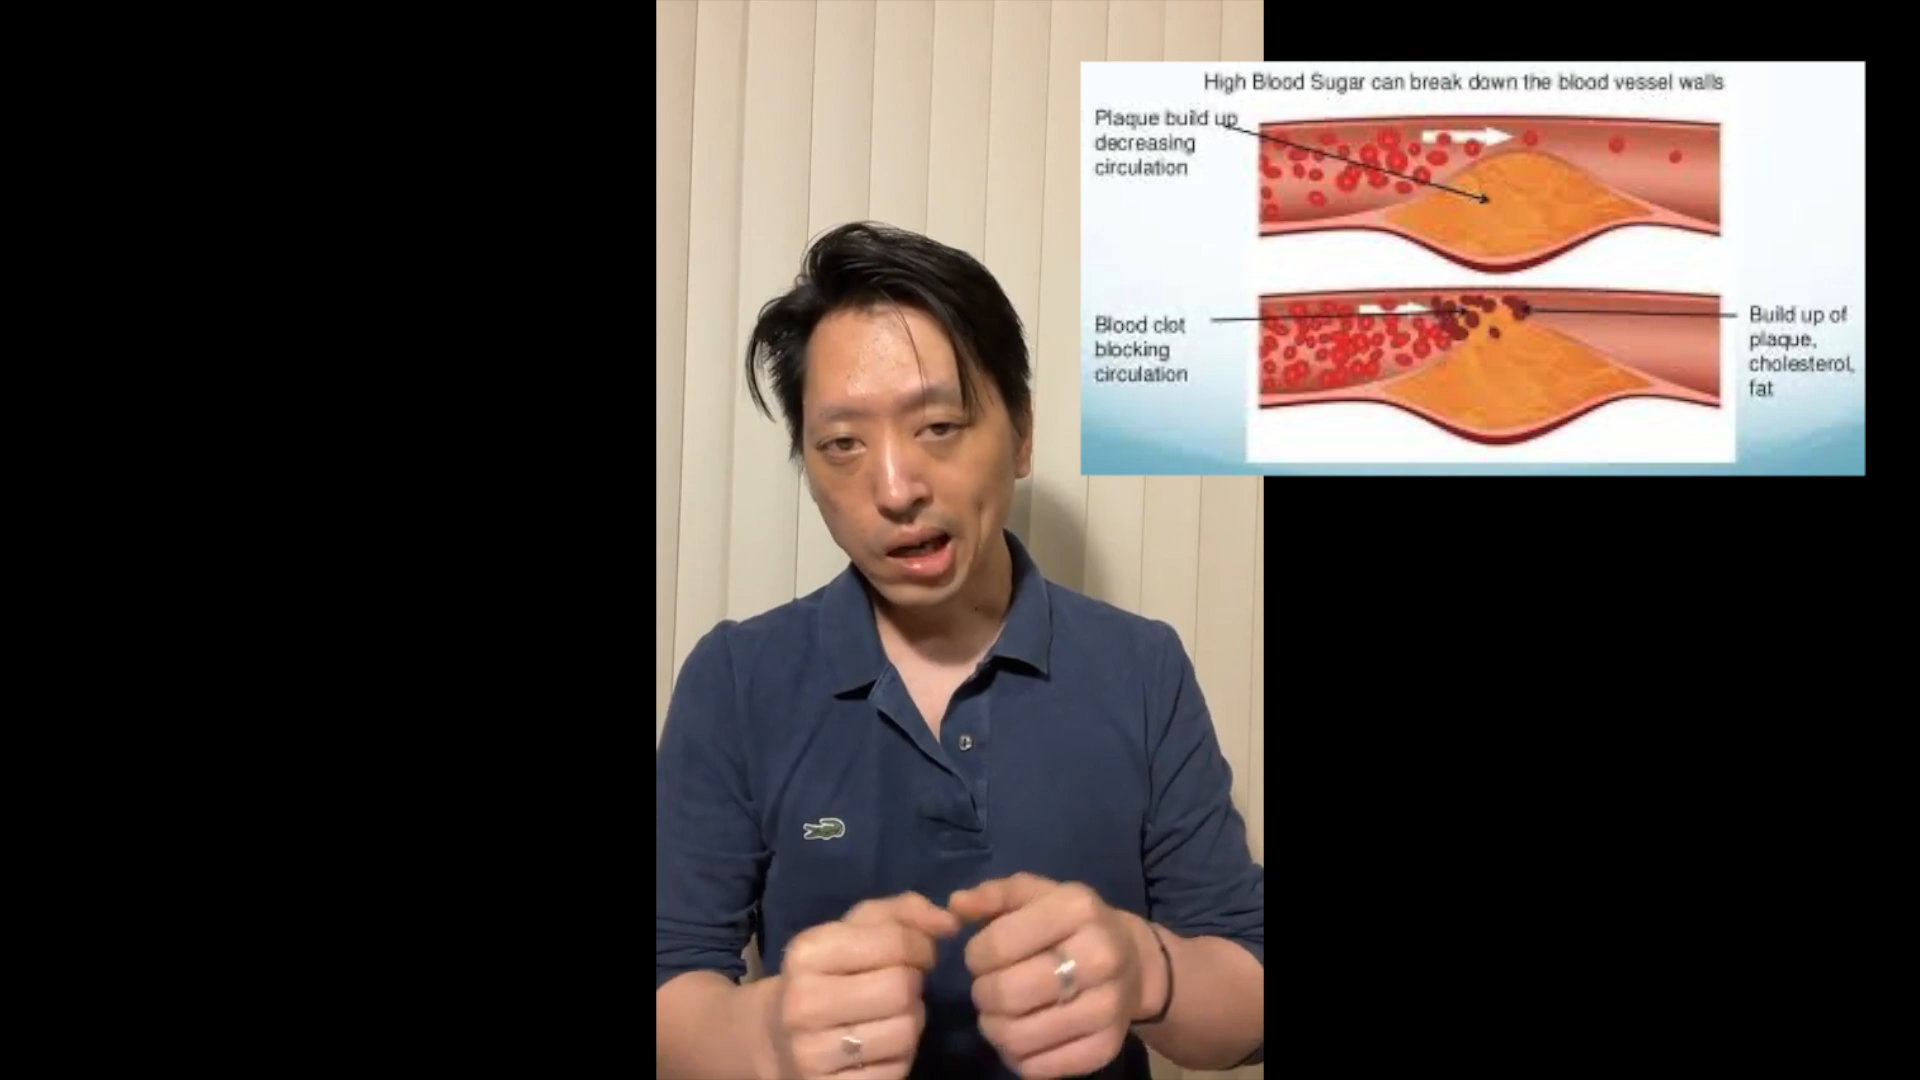 High Blood Sugar can break down the blood vessel walls
Plaque build up
decreasing
circulation
Blood clot
blocking
circulation
Build up of
plaque,
cholesterol,
fat